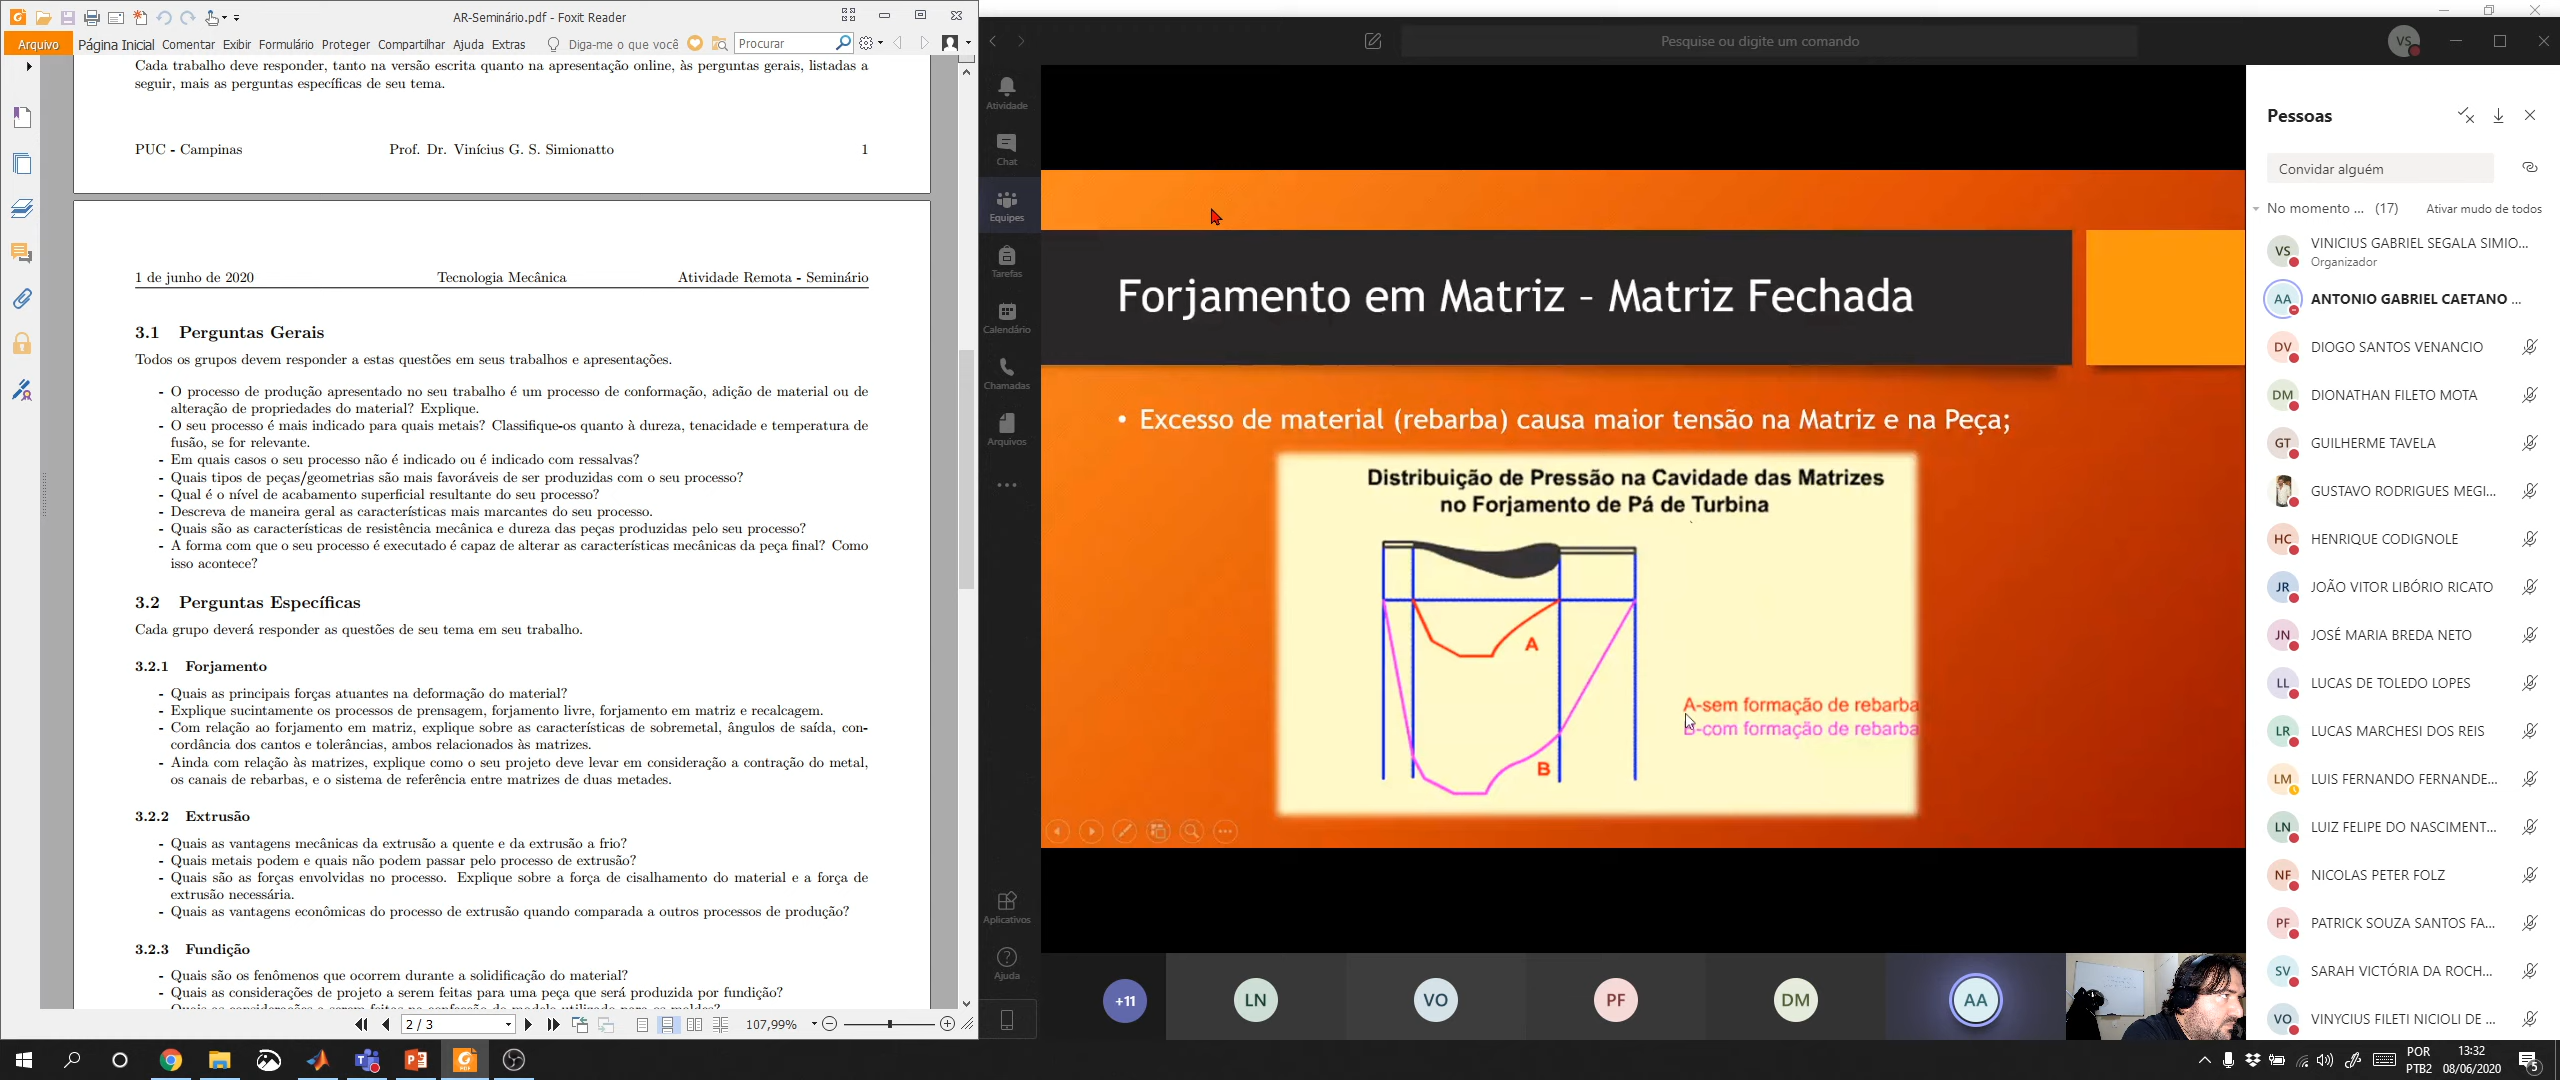 AR-Seminário.pdf - Foxit Reader
Arquivo Página Inicial Comentar Exibir Formulário Proteger Compartilhar Ajuda Extras Diga-me o que você Procurar
Cada trabalho deve responder, tanto na versão escrita quanto na apresentação online, às perguntas gerais, listadas a
seguir, mais as perguntas específicas de seu tema.
PUC - Campinas Prof. Dr. Vinícius G. S. Simionatto 1
1 de junho de 2020 Tecnologia Mecânica Atividade Remota - Seminário
3.1 Perguntas Gerais
Todos os grupos devem responder a estas questões em seus trabalhos e apresentações.
- O processo de produção apresentado no seu trabalho é um processo de conformação, adição de material ou de
alteração de propriedades do material? Explique.
- O seu processo é mais indicado para quais metais? Classifique-os quanto à dureza, tenacidade e temperatura de
fusão, se for relevante.
- Em quais casos o seu processo não é indicado ou é indicado com ressalvas?
- Quais tipos de peças/geometrias são mais favoráveis de ser produzidas com o seu processo?
- Qual é o nível de acabamento superficial resultante do seu processo?
- Descreva de maneira geral as características mais marcantes do seu processo.
- Quais são as características de resistência mecânica e dureza das peças produzidas pelo seu processo?
- A forma com que o seu processo é executado é capaz de alterar as características mecânicas da peça final? Como
isso acontece?
3.2 Perguntas Específicas
Cada grupo deverá responder as questões de seu tema em seu trabalho.
3.2.1 Forjamento
- Quais as principais forças atuantes na deformação do material?
- Explique sucintamente os processos de prensagem, forjamento livre, forjamento em matriz e recalcagem.
- Com relação ao forjamento em matriz, explique sobre as características de sobremetal, ângulos de saída, con-
cordância dos cantos e tolerâncias, ambos relacionados às matrizes.
- Ainda com relação às matrizes, explique como o seu projeto deve levar em consideração a contração do metal,
os canais de rebarbas, e o sistema de referência entre matrizes de duas metades.
3.2.2 Extrusão
- Quais as vantagens mecânicas da extrusão a quente e da extrusão a frio?
- Quais metais podem e quais não podem passar pelo processo de extrusão?
- Quais são as forças envolvidas no processo. Explique sobre a força de cisalhamento do material e a força de
extrusão necessária.
- Quais as vantagens econômicas do processo de extrusão quando comparada a outros processos de produção?
3.2.3 Fundição
- Quais são os fenômenos que ocorrem durante a solidificação do material?
- Quais as considerações de projeto a serem feitas para uma peça que será produzida por fundição?
2 / 3
107,99%
Pesquise ou digite um comando
VS
Atividade
Chat
Equipes
Tarefas
Calendário
Chamadas
Arquivos
Aplicativos
Ajuda
Forjamento em Matriz – Matriz Fechada
• Excesso de material (rebarba) causa maior tensão na Matriz e na Peça;
Distribuição de Pressão na Cavidade das Matrizes
no Forjamento de Pá de Turbina
A
B
A-sem formação de rebarba
B-com formação de rebarba
+11 LN VO PF DM AA
Pessoas
Convidar alguém
No momento ... (17) Ativar mudo de todos
VS VINICIUS GABRIEL SEGALA SIMIO...
Organizador
AA ANTONIO GABRIEL CAETANO ...
DV DIOGO SANTOS VENANCIO
DM DIONATHAN FILETO MOTA
GT GUILHERME TAVELA
GUSTAVO RODRIGUES MEGI...
HC HENRIQUE CODIGNOLE
JR JOÃO VITOR LIBÓRIO RICATO
JN JOSÉ MARIA BREDA NETO
LL LUCAS DE TOLEDO LOPES
LR LUCAS MARCHESI DOS REIS
LM LUIS FERNANDO FERNANDE...
LN LUIZ FELIPE DO NASCIMENT...
NF NICOLAS PETER FOLZ
PF PATRICK SOUZA SANTOS FA...
SV SARAH VICTÓRIA DA ROCH...
VO VINYCIUS FILETI NICIOLI DE ...
POR
PTB2
13:32
08/06/2020
5